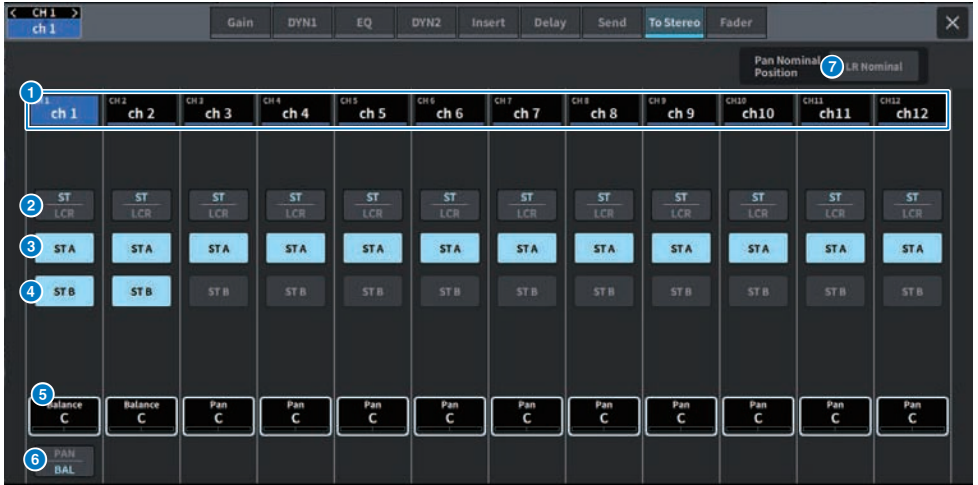 < CH 1 >
ch 1
Gain DYN1 EQ DYN2 Insert Delay Send To Stereo Fader ×
Pan Nominal
Position
7 LR Nominal
1
CH 2 CH 3 CH 4 CH 5 CH 6 CH 7 CH 8 CH 9 CH10 CH11 CH12
ch 1 ch 2 ch 3 ch 4 ch 5 ch 6 ch 7 ch 8 ch 9 ch10 ch11 ch12
2 ST ST ST ST ST ST ST ST ST ST ST ST
LCR LCR LCR LCR LCR LCR LCR LCR LCR LCR LCR LCR
3 ST A ST A ST A ST A ST A ST A ST A ST A ST A ST A ST A ST A
4 ST B ST B ST B ST B ST B ST B ST B ST B ST B ST B ST B ST B
5 Balance Balance Pan Pan Pan Pan Pan Pan Pan Pan Pan Pan
C C C C C C C C C C C C
6 PAN
BAL